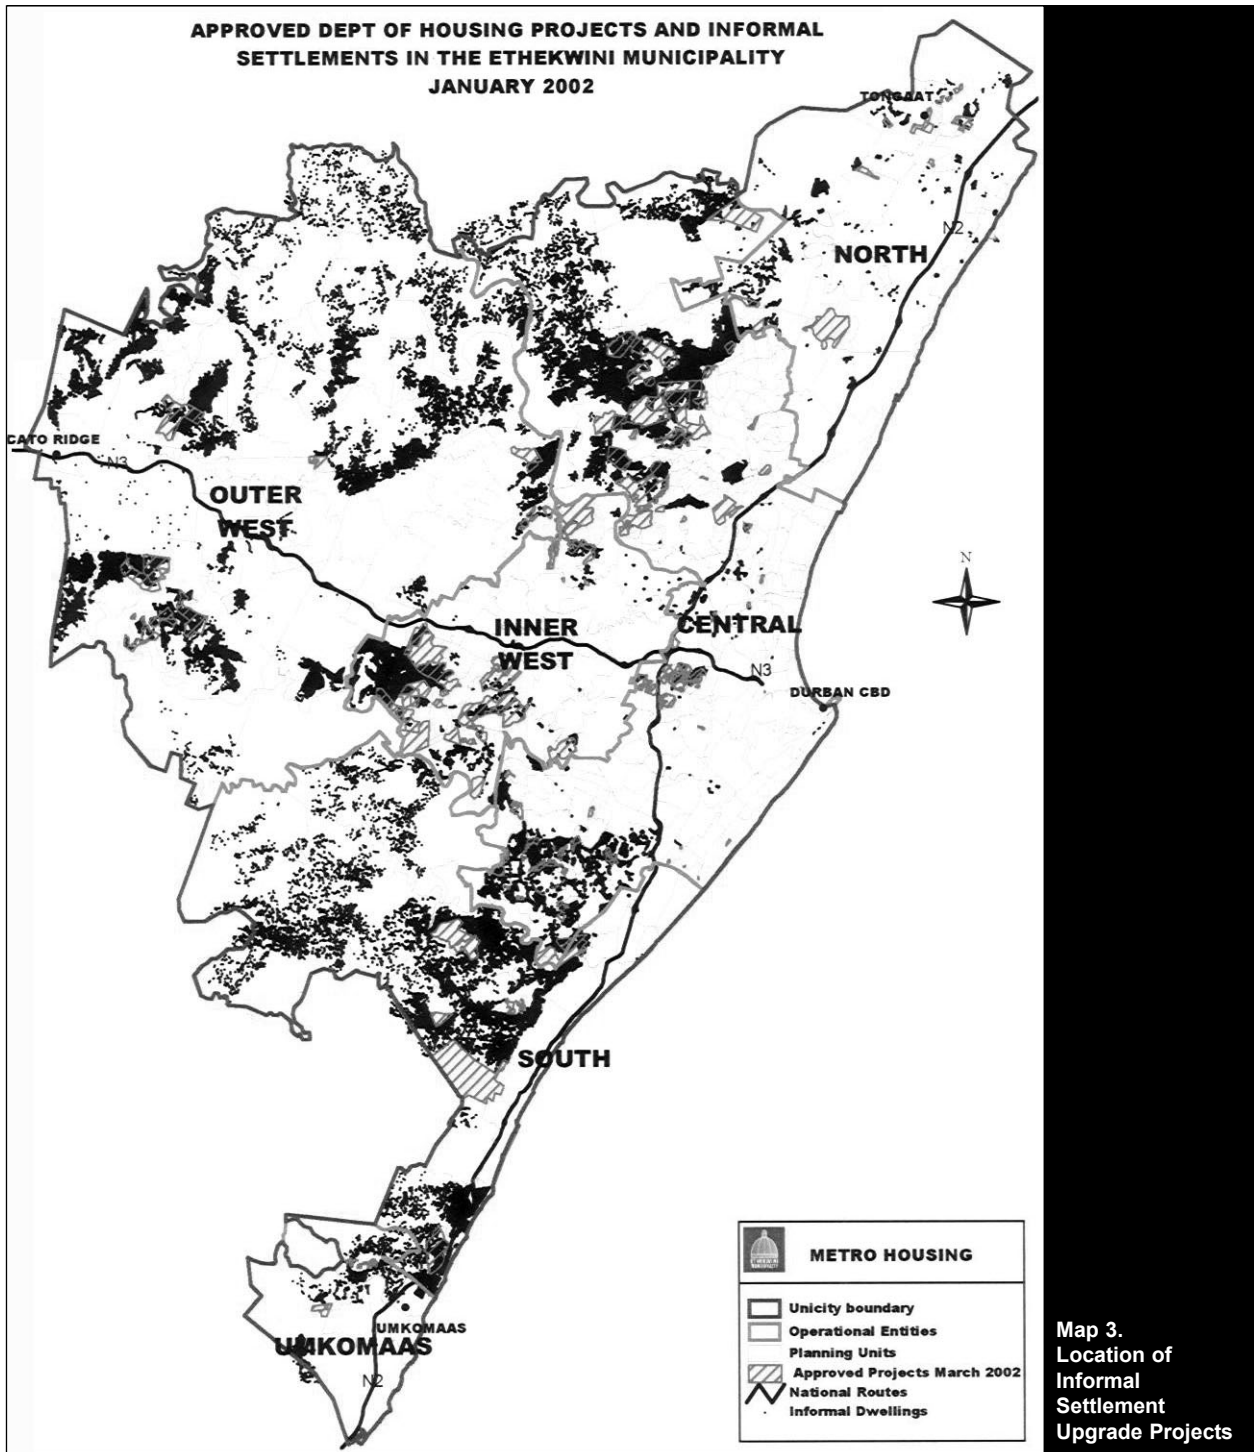 APPROVED DEPT OF HOUSING PROJECTS AND INFORMAL
SETTLEMENTS IN THE ETHEKWINI MUNICIPALITY
JANUARY 2002
TONGAAT
N2
NORTH
CATO RIDGE
N3
OUTER
WEST
N
INNER
WEST
CENTRAL
N3
DURBAN CBD
SOUTH
UMKOMAAS
UMKOMAAS
N2
METRO HOUSING
Unicity boundary
Operational Entities
Planning Units
Approved Projects March 2002
National Routes
Informal Dwellings
Map 3.
Location of
Informal
Settlement
Upgrade Projects